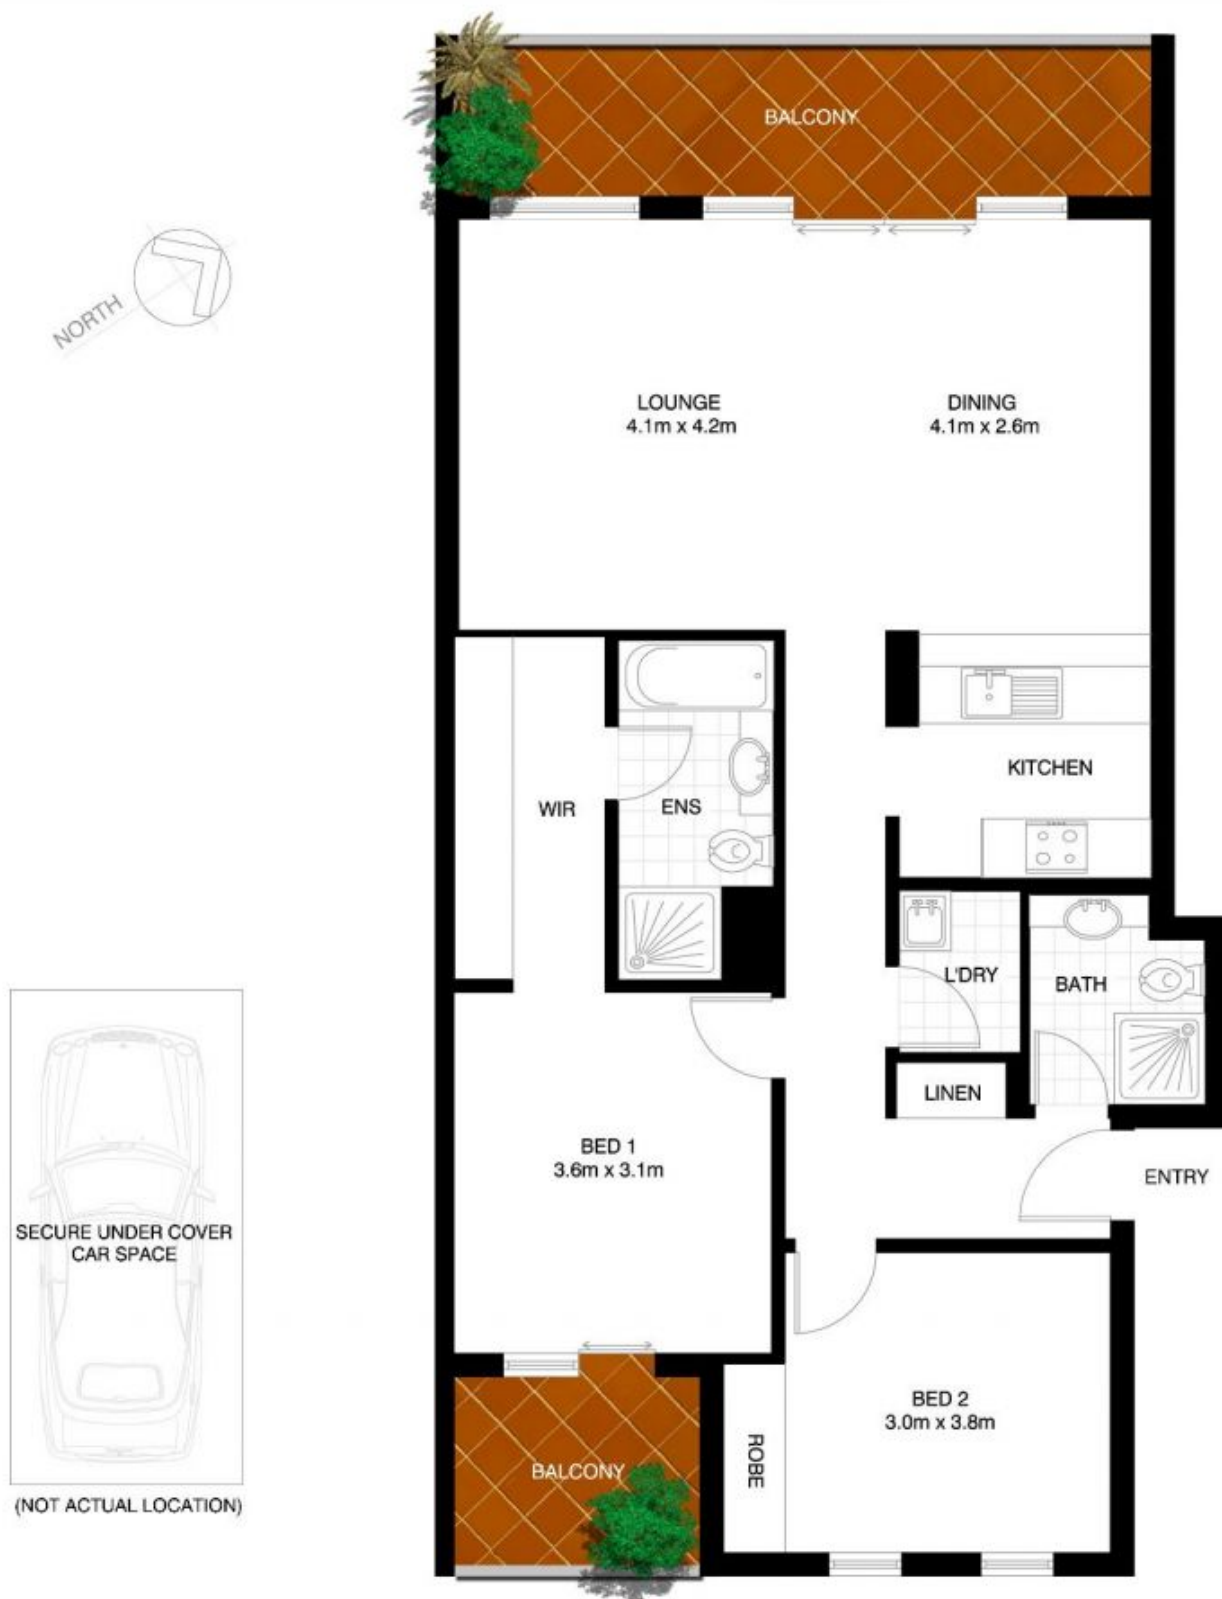 BALCONY
NORTH
LOUNGE
4.1m x 4.2m
DINING
4.1m x 2.6m
KITCHEN
WIR
ENS
L'DRY
BATH
LINEN
BED 1
3.6m x 3.1m
ENTRY
SECURE UNDER COVER
CAR SPACE
(NOT ACTUAL LOCATION)
BED 2
3.0m x 3.8m
ROBE
BALCONY